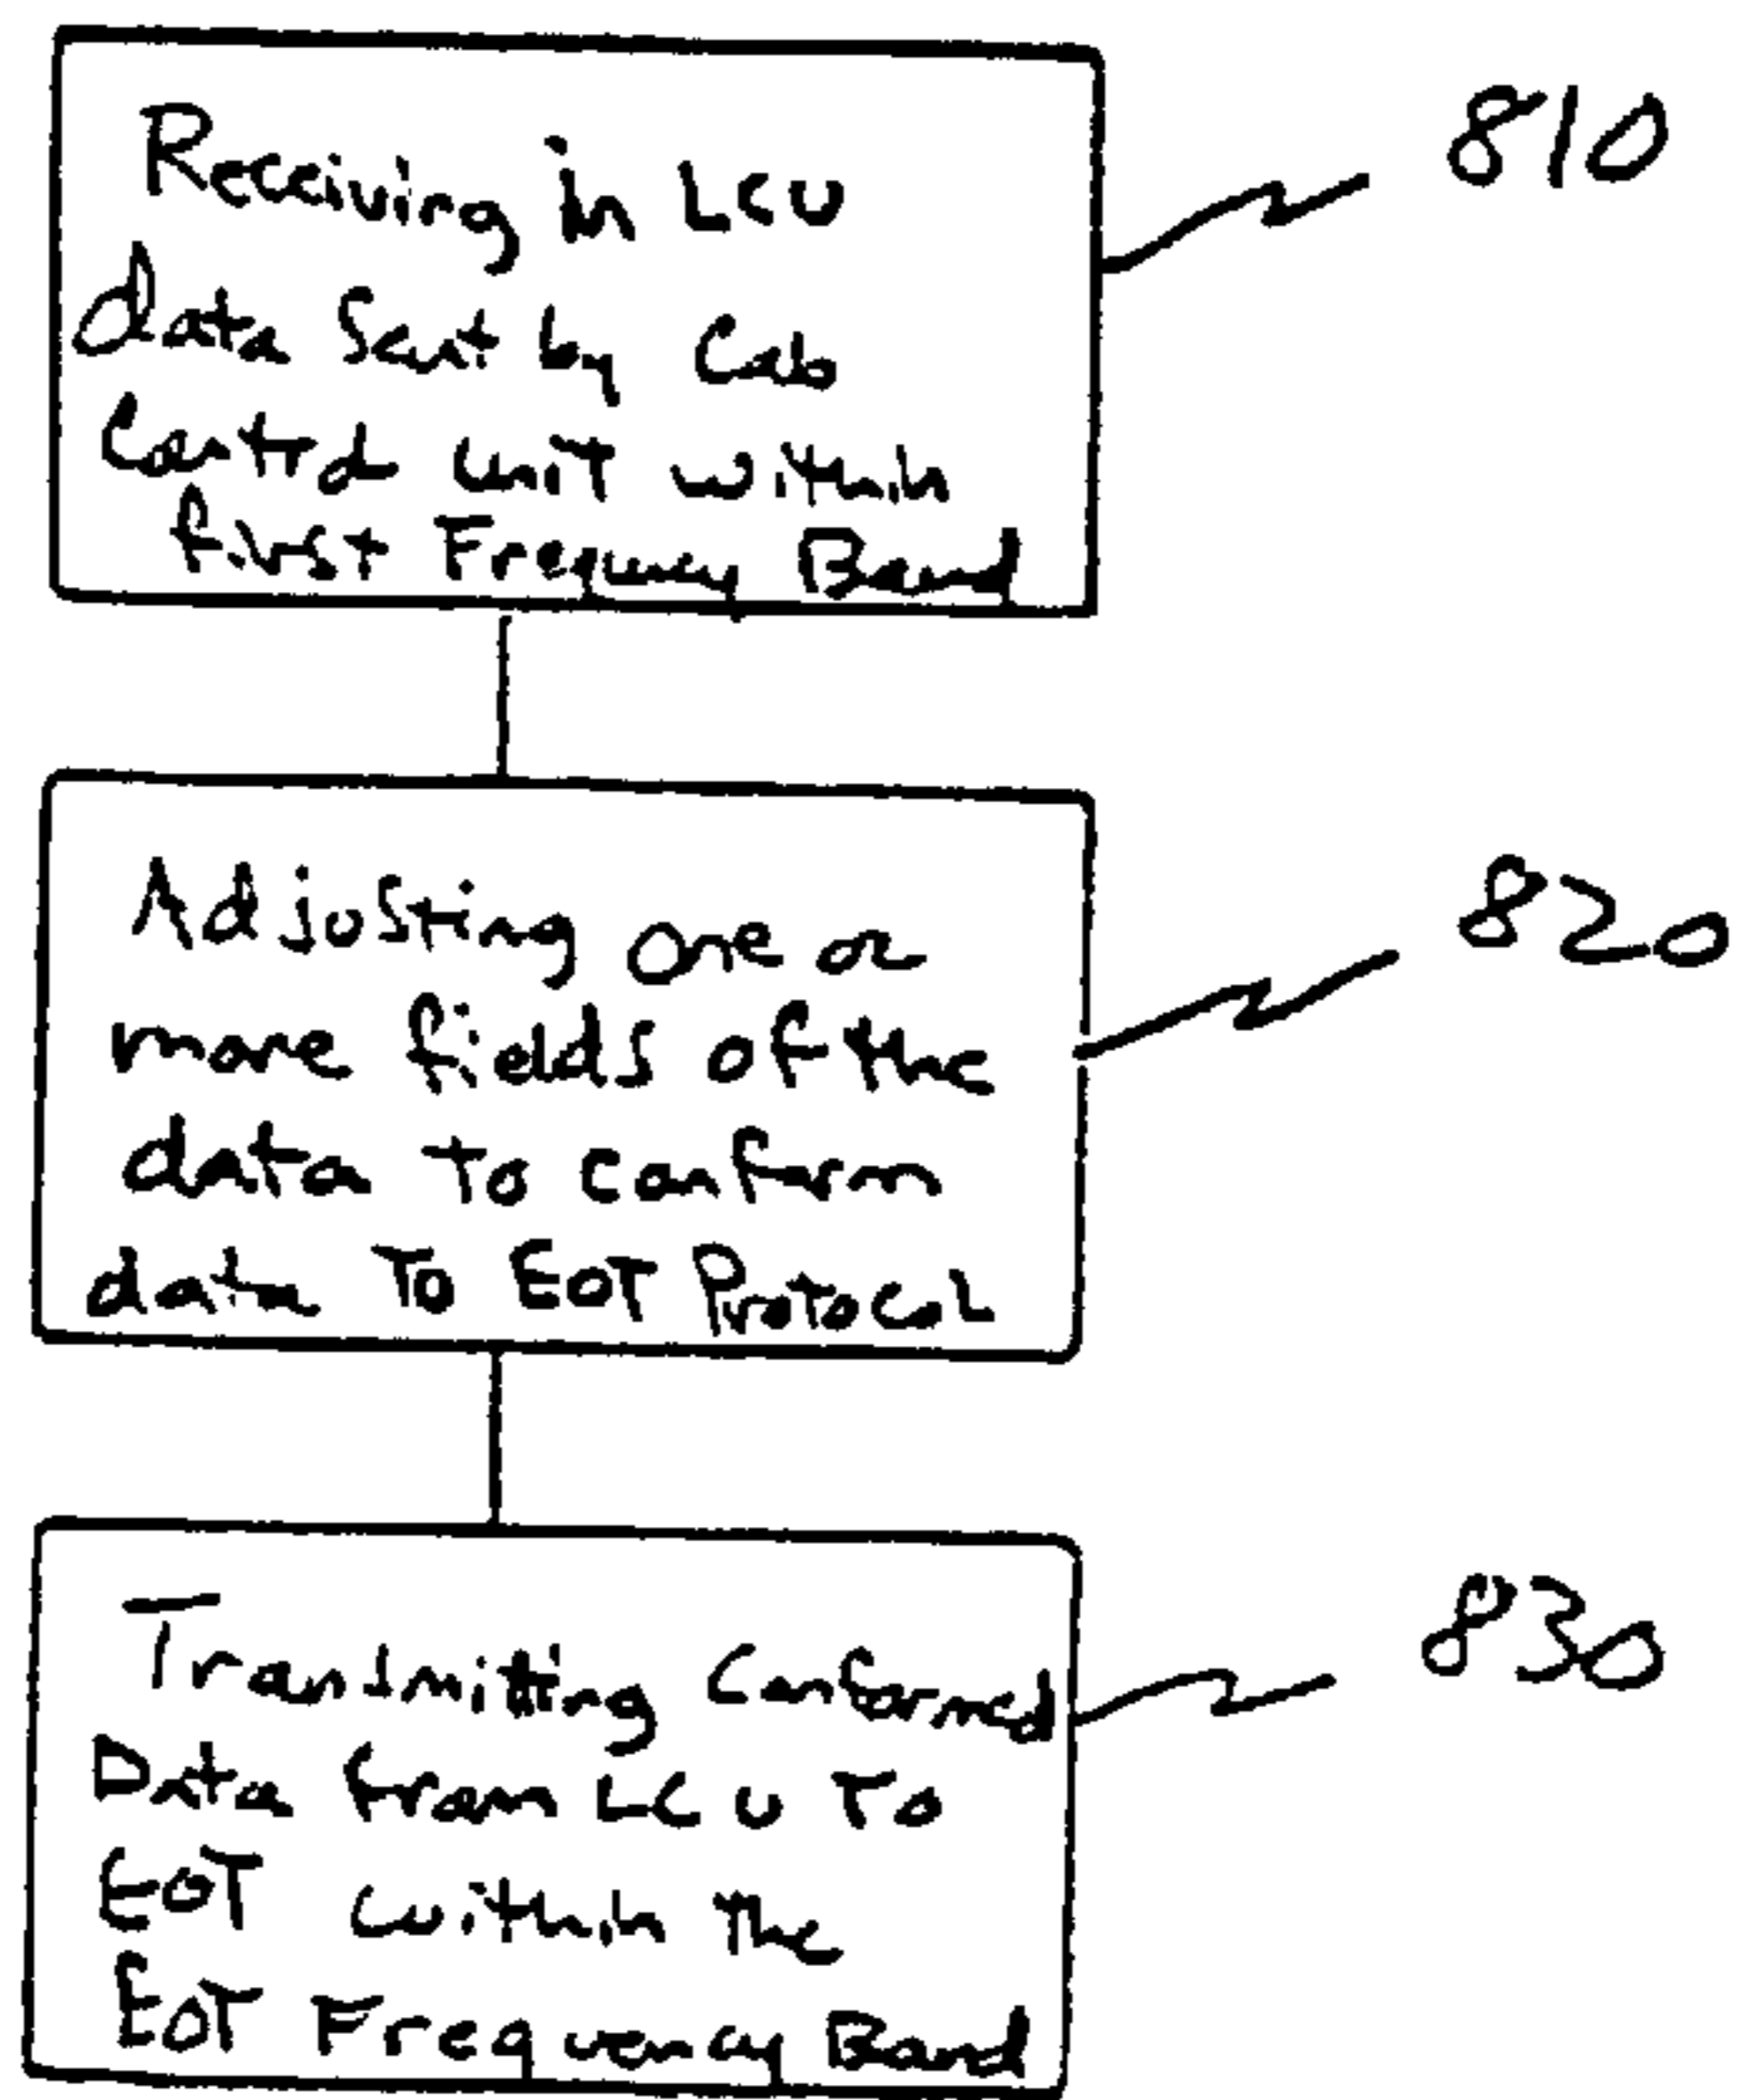 Receiving in LCU
810
data Sent by Cab
Control unit within
first Frequency Band
Adjusting one or
820
more fields of the
data to conform
data To EOT Protocol
Transmitting Conformed
830
Data from LCU To
EOT within the
EOT Frequency Band